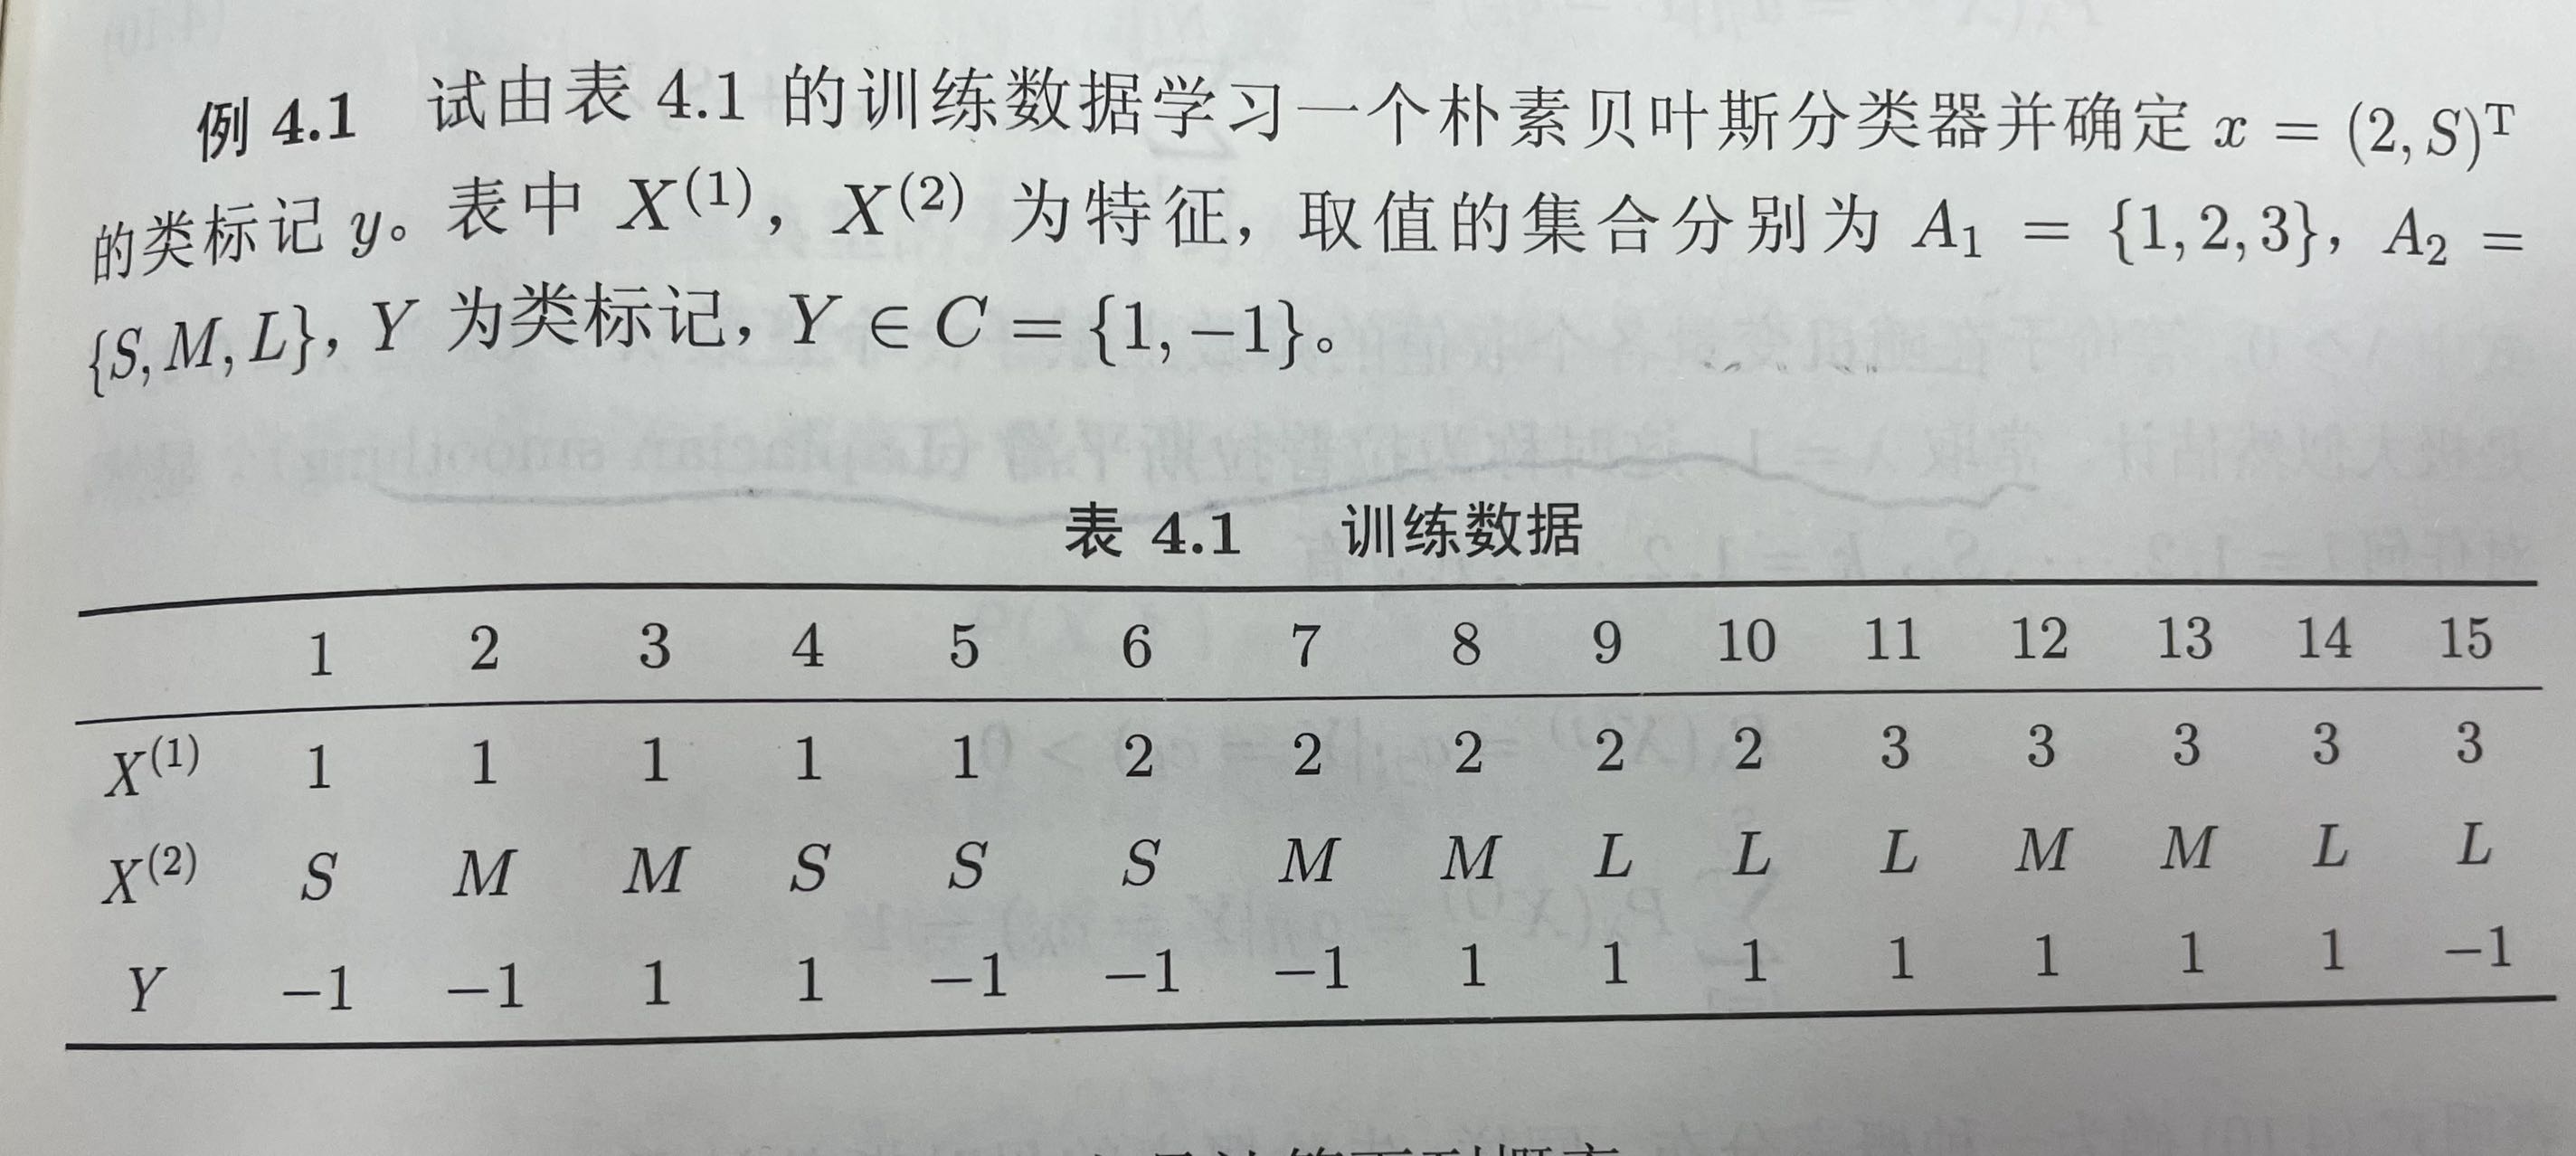 例 4.1 试由表 4.1 的训练数据学习一个朴素贝叶斯分类器并确定 x = (2, S)ᵀ
的类标记 y。表中 X⁽¹⁾，X⁽²⁾ 为特征，取值的集合分别为 A₁ = {1, 2, 3}，A₂ =
{S, M, L}，Y 为类标记，Y ∈ C = {1, −1}。
表 4.1 训练数据
1 2 3 4 5 6 7 8 9 10 11 12 13 14 15
X⁽¹⁾ 1 1 1 1 1 2 2 2 2 2 3 3 3 3 3
X⁽²⁾ S M M S S S M M L L L M M L L
Y −1 −1 1 1 −1 −1 −1 1 1 1 1 1 1 1 −1